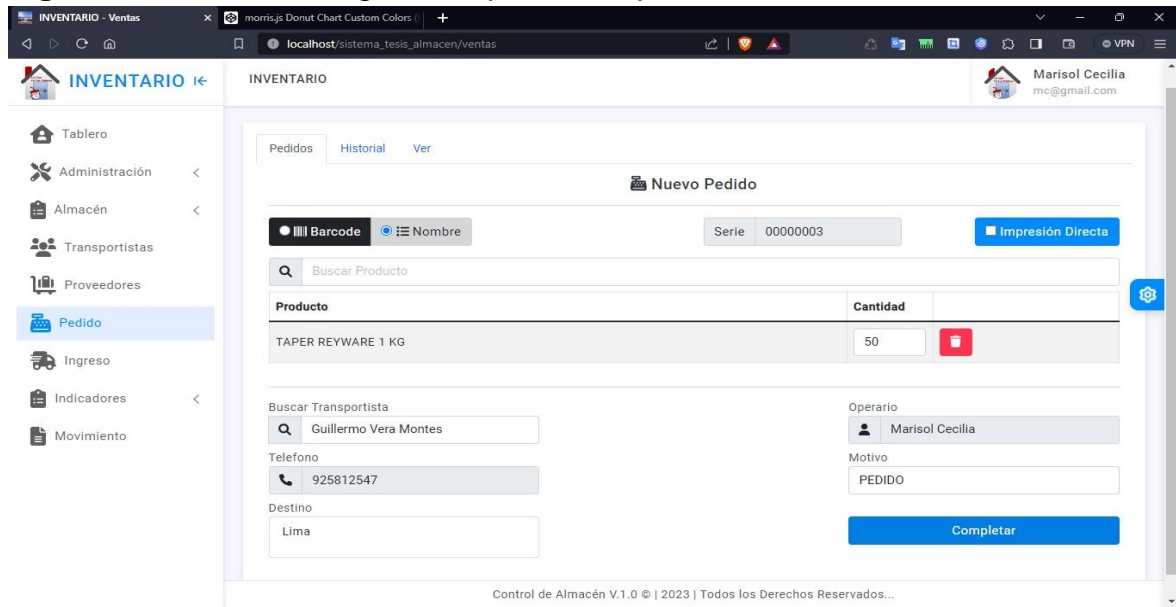 INVENTARIO - Ventas
morris.js Donut Chart Custom Colors (
localhost/sistema_tesis_almacen/ventas
VPN
INVENTARIO
INVENTARIO
Marisol Cecilia
mc@gmail.com
Tablero
Administración
Almacén
Transportistas
Proveedores
Pedido
Ingreso
Indicadores
Movimiento
Pedidos Historial Ver
Nuevo Pedido
Barcode Nombre Serie 00000003 Impresión Directa
Buscar Producto
Producto Cantidad
TAPER REYWARE 1 KG 50
Buscar Transportista Operario
Guillermo Vera Montes Marisol Cecilia
Telefono Motivo
925812547 PEDIDO
Destino
Lima Completar
Control de Almacén V.1.0 © | 2023 | Todos los Derechos Reservados...